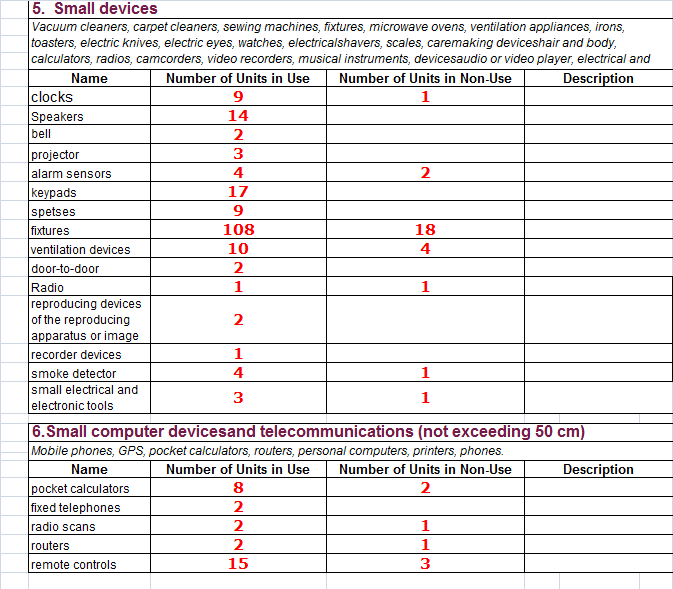 5. Small devices
Vacuum cleaners, carpet cleaners, sewing machines, fixtures, microwave ovens, ventilation appliances, irons,
toasters, electric knives, electric eyes, watches, electricalshavers, scales, caremaking deviceshair and body,
calculators, radios, camcorders, video recorders, musical instruments, devicesaudio or video player, electrical and
Name Number of Units in Use Number of Units in Non-Use Description
clocks 9 1
Speakers 14
bell 2
projector 3
alarm sensors 4 2
keypads 17
spetses 9
fixtures 108 18
ventilation devices 10 4
door-to-door 2
Radio 1 1
reproducing devices
of the reproducing 2
apparatus or image
recorder devices 1
smoke detector 4 1
small electrical and
electronic tools 3 1
6.Small computer devicesand telecommunications (not exceeding 50 cm)
Mobile phones, GPS, pocket calculators, routers, personal computers, printers, phones.
Name Number of Units in Use Number of Units in Non-Use Description
pocket calculators 8 2
fixed telephones 2
radio scans 2 1
routers 2 1
remote controls 15 3